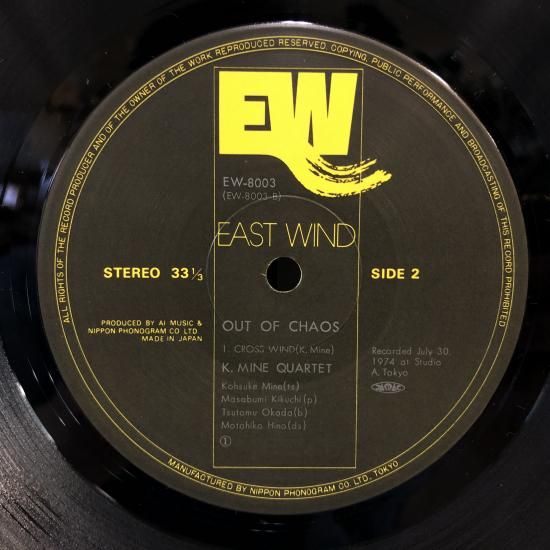 ALL RIGHTS OF THE RECORD PRODUCER AND OF THE OWNER OF THE WORK REPRODUCED RESERVED. COPYING, PUBLIC PERFORMANCE AND BROADCASTING OF THIS RECORD PROHIBITED
EW
EW-8003
(EW-8003-B)
EAST WIND
STEREO 33 1/3
SIDE 2
PRODUCED BY AI MUSIC &
NIPPON PHONOGRAM CO LTD.
MADE IN JAPAN
OUT OF CHAOS
1. CROSS WIND (K. Mine)
K. MINE QUARTET
Kohsuke Mine(ts)
Masabumi Kikuchi(p)
Tsutomu Okada(b)
Motohiko Hino(ds)
①
Recorded July 30,
1974 at Studio
A, Tokyo
JASRAC
MANUFACTURED BY NIPPON PHONOGRAM CO. LTD., TOKYO